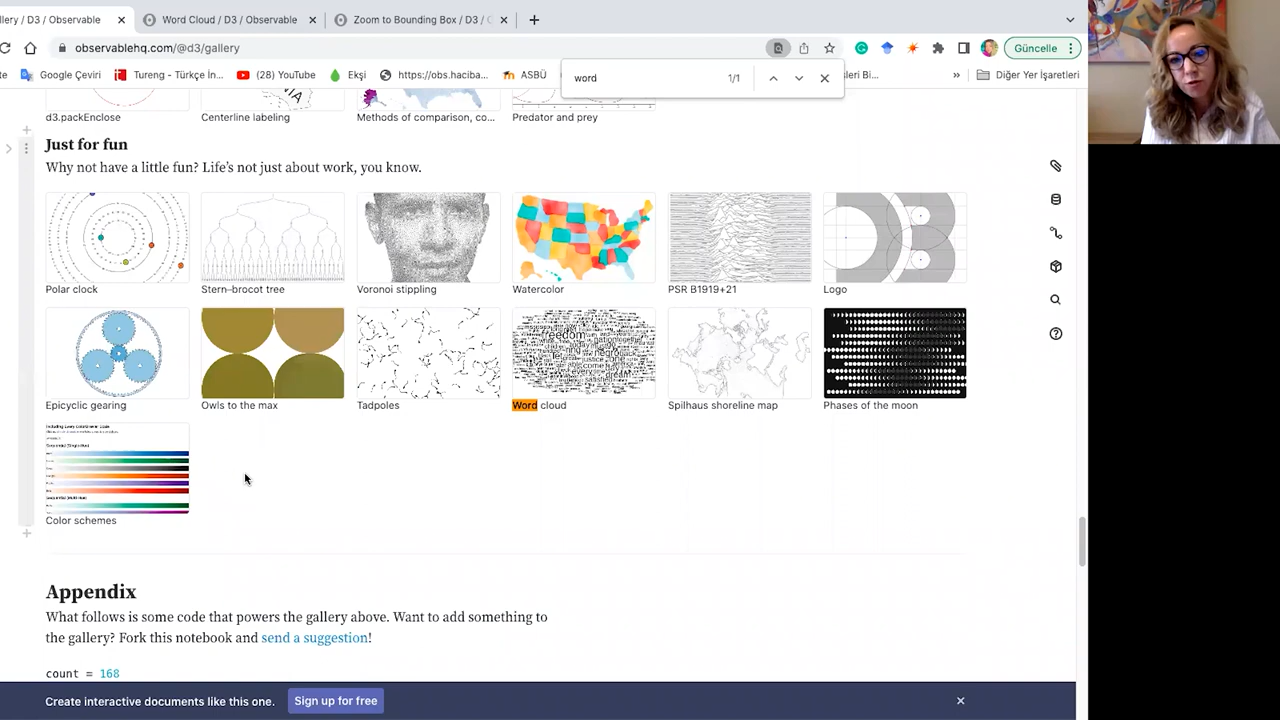 llery / D3 / Observable
Word Cloud / D3 / Observable
Zoom to Bounding Box / D3 /
observablehq.com/@d3/gallery
Güncelle
Google Çeviri
Tureng - Türkçe İn...
(28) YouTube
Ekşi
https://obs.haciba...
ASBÜ
Bi...
»
Diğer Yer İşaretleri
word
1/1
d3.packEnclose
Centerline labeling
Methods of comparison, co...
Predator and prey
Just for fun
Why not have a little fun? Life's not just about work, you know.
Polar clock
Stern–brocot tree
Voronoi stippling
Watercolor
PSR B1919+21
Logo
Epicyclic gearing
Owls to the max
Tadpoles
Word cloud
Spilhaus shoreline map
Phases of the moon
Color schemes
Appendix
What follows is some code that powers the gallery above. Want to add something to
the gallery? Fork this notebook and send a suggestion!
count = 168
Create interactive documents like this one.
Sign up for free